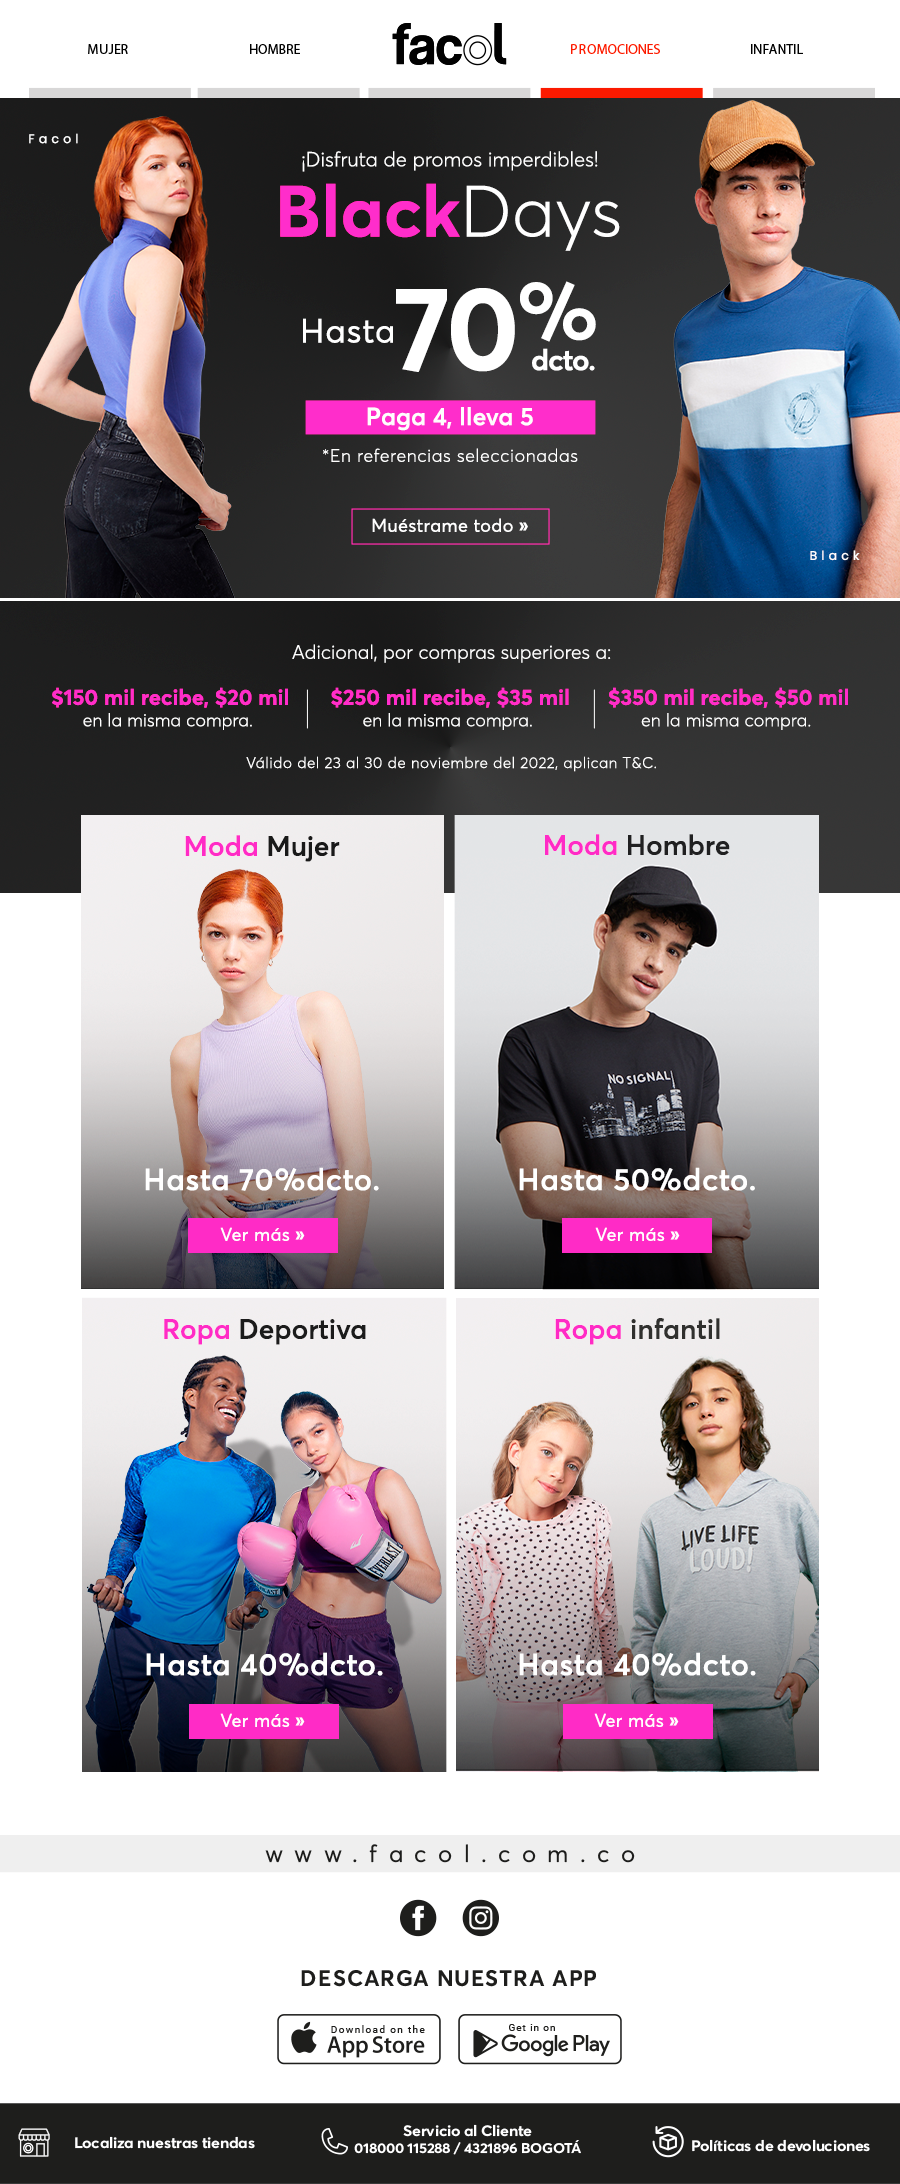 MUJER
HOMBRE
facol
PROMOCIONES
INFANTIL
Facol
¡Disfruta de promos imperdibles!
BlackDays
Hasta 70%
dcto.
Paga 4, lleva 5
*En referencias seleccionadas
Muéstrame todo »
Black
Adicional, por compras superiores a:
$150 mil recibe, $20 mil
en la misma compra.
$250 mil recibe, $35 mil
en la misma compra.
$350 mil recibe, $50 mil
en la misma compra.
Válido del 23 al 30 de noviembre del 2022, aplican T&C.
Moda Mujer
Hasta 70%dcto.
Ver más »
Moda Hombre
NO SIGNAL
Hasta 50%dcto.
Ver más »
Ropa Deportiva
EVERLAST
EVERLAST
Hasta 40%dcto.
Ver más »
Ropa infantil
LIVE LIFE
LOUD!
Hasta 40%dcto.
Ver más »
www.facol.com.co
DESCARGA NUESTRA APP
Download on the
App Store
Get in on
Google Play
Localiza nuestras tiendas
Servicio al Cliente
018000 115288 / 4321896 BOGOTÁ
Políticas de devoluciones